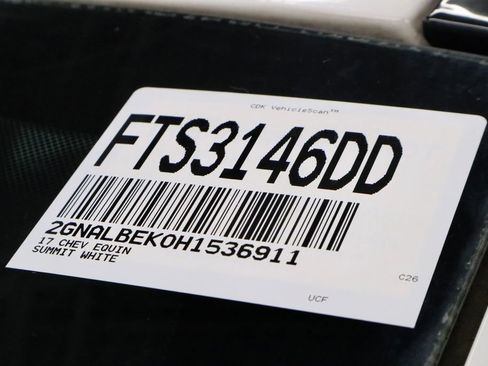 CDK VehicleScan™
FTS3146DD
2GNALBEK0H1536911
17 CHEV EQUIN
SUMMIT WHITE
C26
UCF